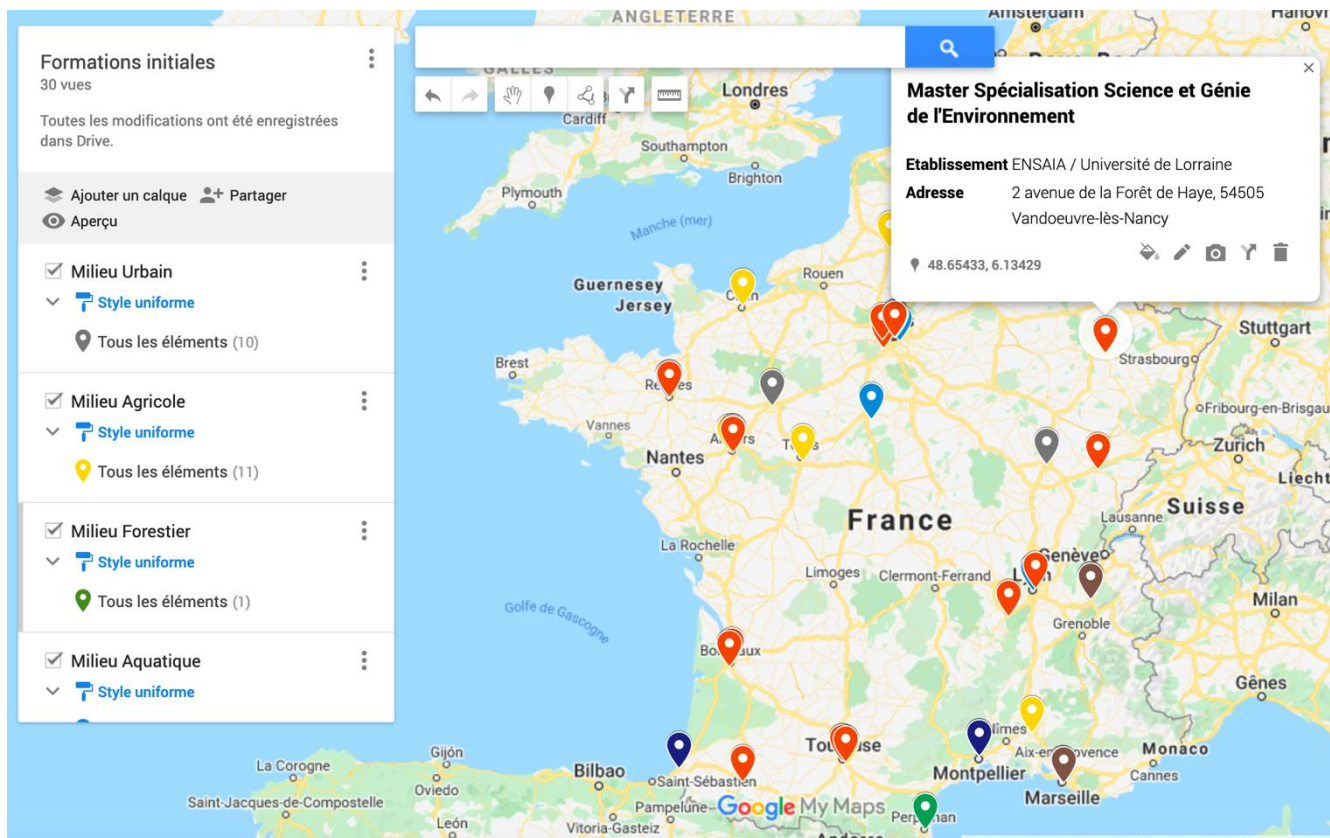 Formations initiales
30 vues
Toutes les modifications ont été enregistrées
dans Drive.
Ajouter un calque
Partager
Aperçu
Milieu Urbain
Style uniforme
Tous les éléments (10)
Milieu Agricole
Style uniforme
Tous les éléments (11)
Milieu Forestier
Style uniforme
Tous les éléments (1)
Milieu Aquatique
Style uniforme
Master Spécialisation Science et Génie
de l'Environnement
Etablissement ENSAIA / Université de Lorraine
Adresse 2 avenue de la Forêt de Haye, 54505
Vandoeuvre-lès-Nancy
48.65433, 6.13429
ANGLETERRE
Amsterdam
GALLES
Londres
Cardiff
Southampton
Brighton
Plymouth
Manche (mer)
Guernesey
Jersey
Rouen
Stuttgart
Strasbourg
Brest
Fribourg-en-Brisgau
Vannes
Nantes
Zurich
Liecht
Suisse
France
Lausanne
La Rochelle
Genève
Limoges
Clermont-Ferrand
Milan
Golfe de Gascogne
Grenoble
Gênes
Gijón
La Corogne
Bilbao
Saint-Sébastien
Aix-en-Provence
Monaco
Montpellier
Cannes
Oviedo
Marseille
Saint-Jacques-de-Compostelle
Pampelune
Google My Maps
León
Vitoria-Gasteiz